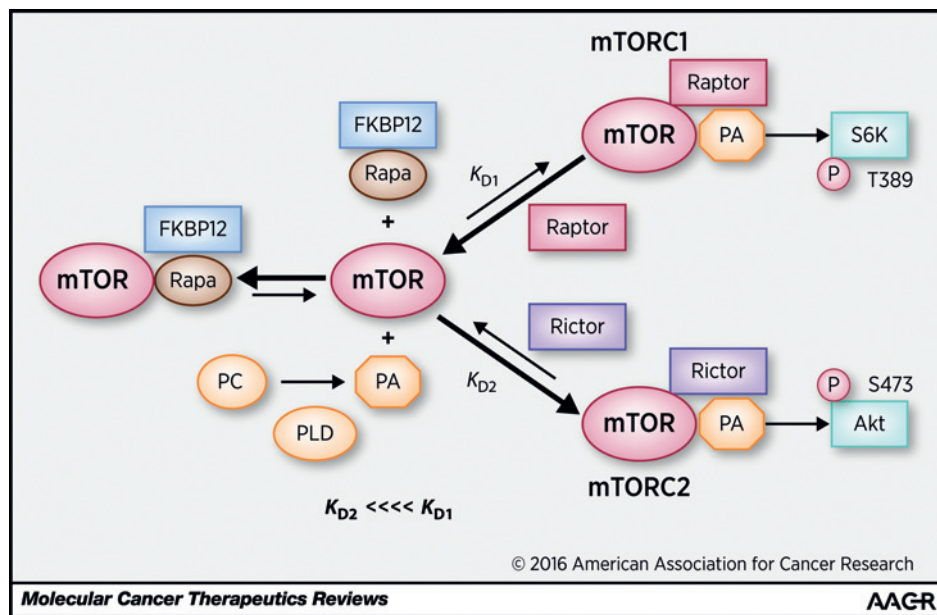 mTORC1
Raptor
mTOR
PA
S6K
P
T389
FKBP12
Rapa
+
KD1
Raptor
FKBP12
mTOR
Rapa
mTOR
+
Rictor
KD2
PC
PA
PLD
Rictor
mTOR
PA
P
S473
Akt
mTORC2
KD2 <<<< KD1
© 2016 American Association for Cancer Research
Molecular Cancer Therapeutics Reviews
AACR